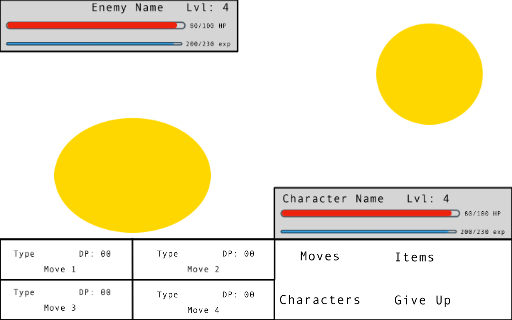 Enemy Name Lvl: 4
80/100 HP
200/230 exp
Character Name Lvl: 4
80/100 HP
200/230 exp
Type DP: 00
Move 1
Type DP: 00
Move 2
Type DP: 00
Move 3
Type DP: 00
Move 4
Moves Items
Characters Give Up